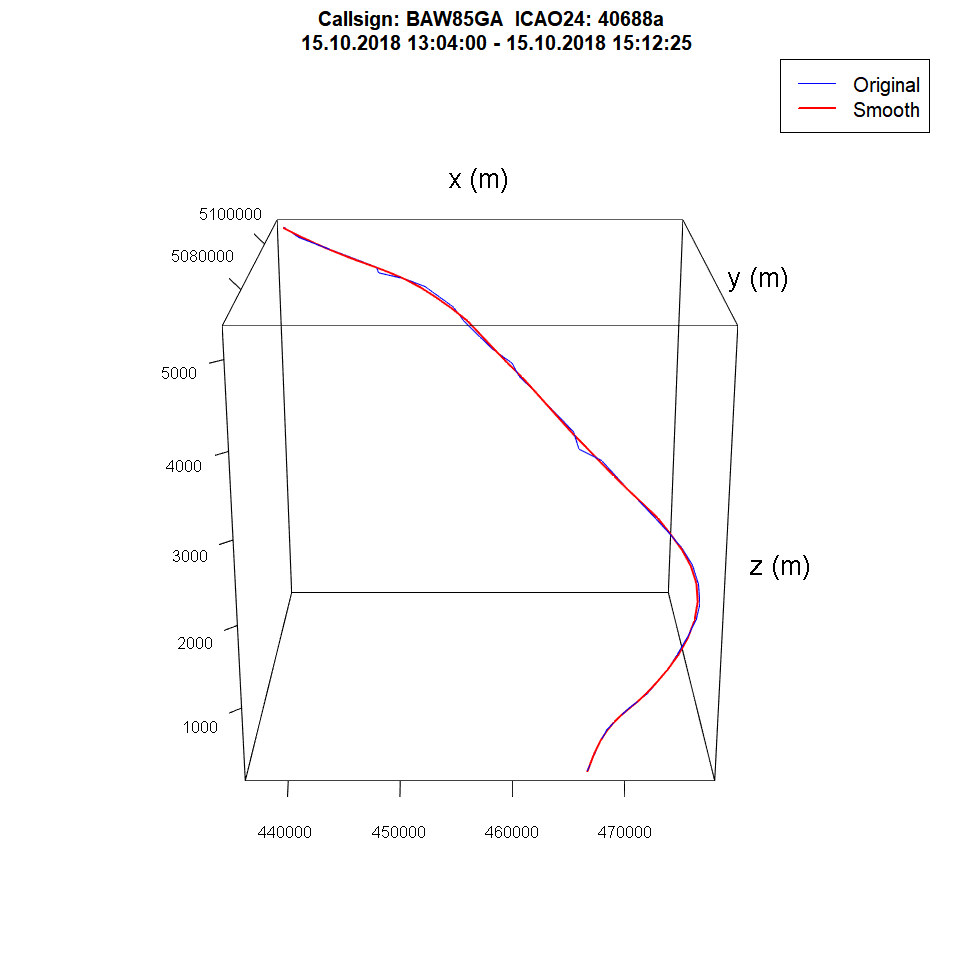 Callsign: BAW85GA  ICAO24: 40688a
15.10.2018 13:04:00 - 15.10.2018 15:12:25
Original
Smooth
x (m)
5100000
5080000
y (m)
5000
4000
3000
z (m)
2000
1000
440000 450000 460000 470000